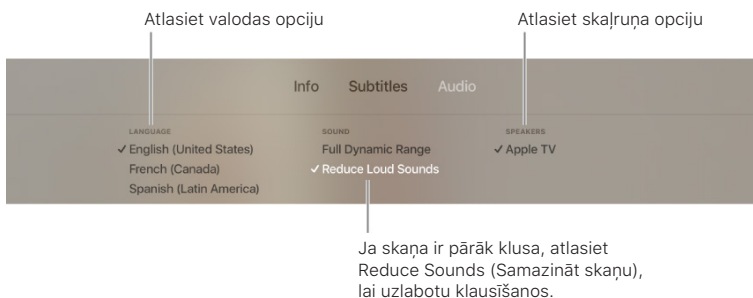 Atlasiet valodas opciju
Atlasiet skaļruņa opciju
Info Subtitles Audio
LANGUAGE SOUND SPEAKERS
✓ English (United States) Full Dynamic Range ✓ Apple TV
French (Canada) ✓ Reduce Loud Sounds
Spanish (Latin America)
Ja skaņa ir pārāk klusa, atlasiet
Reduce Sounds (Samazināt skaņu),
lai uzlabotu klausīšanos.